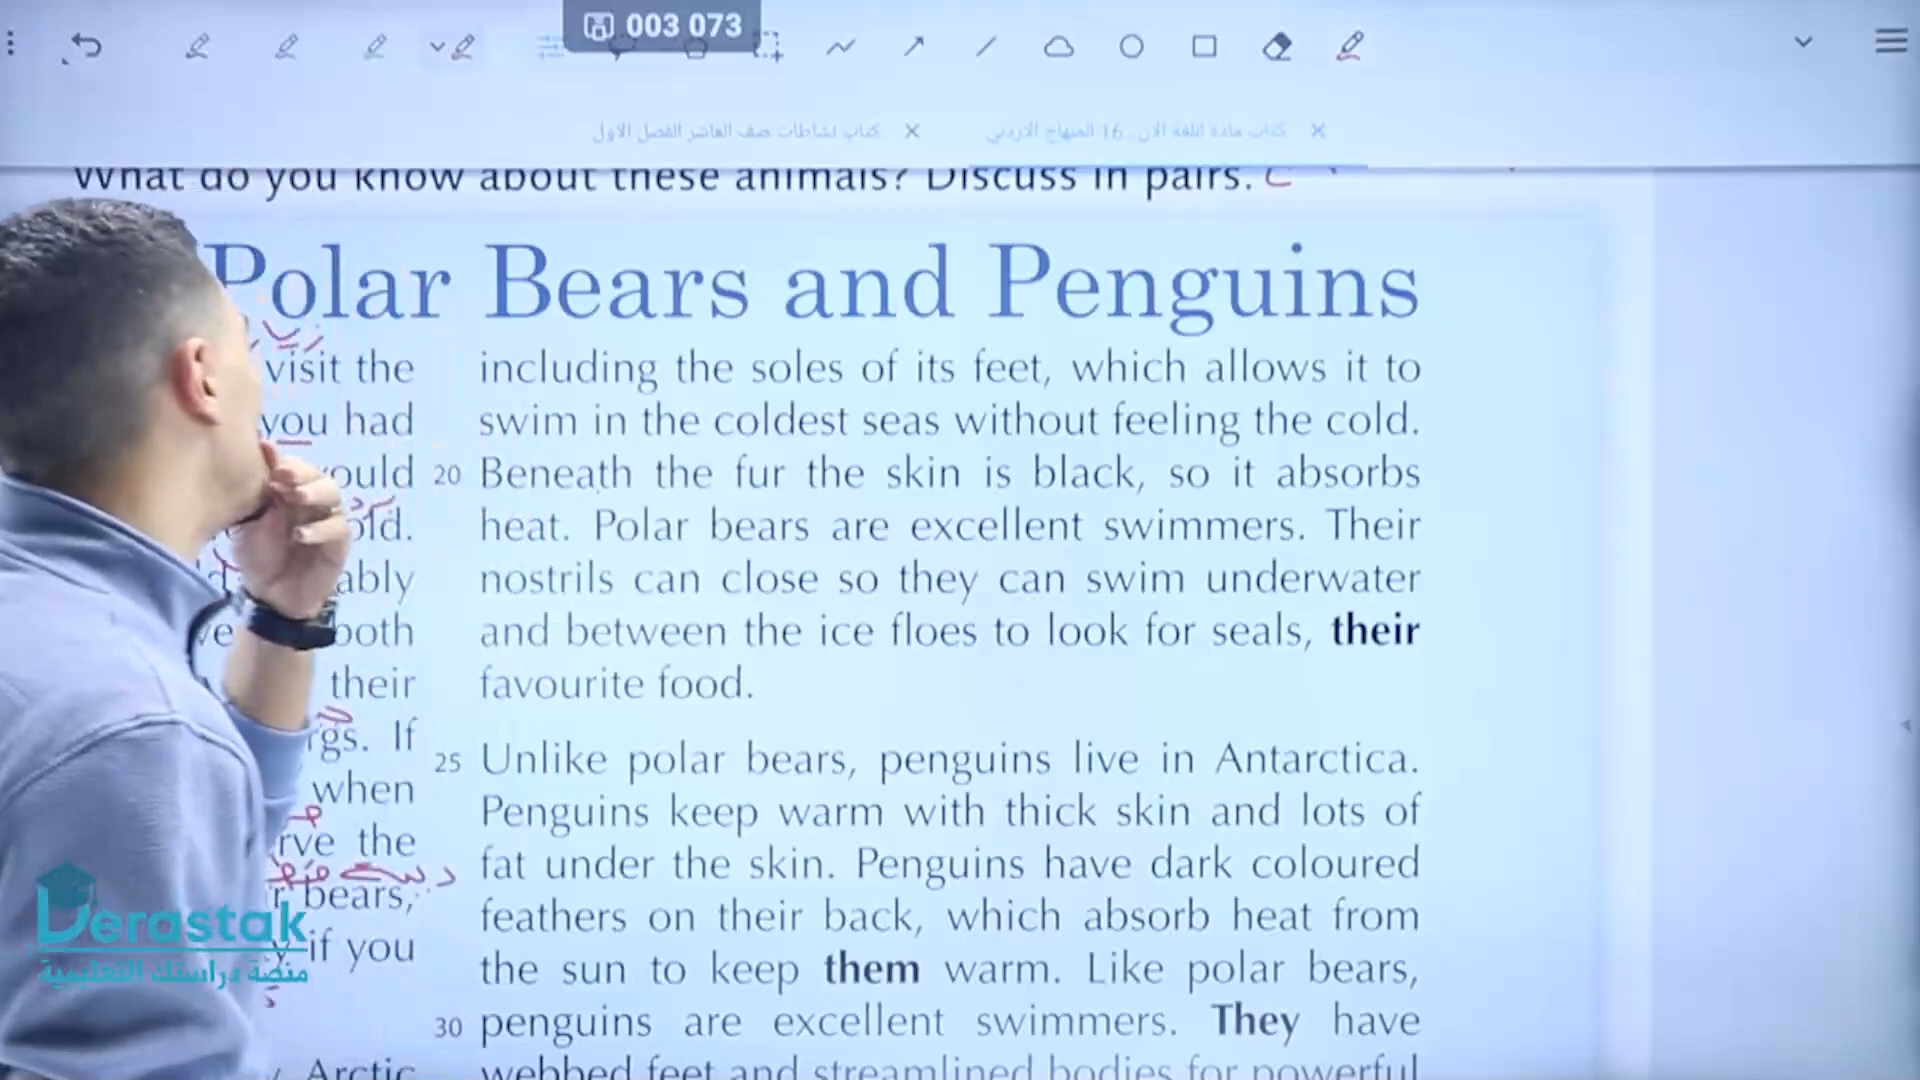 003 073
كتاب نشاطات صف العاشر الفصل الاول
كتاب مادة اللغة الان.. 16 المنهاج الاردني
What do you know about these animals? Discuss in pairs.
Polar Bears and Penguins
visit the
you had
ould
old.
ably
both
their
gs. If
when
rve the
bears,
if you
Arctic
including the soles of its feet, which allows it to
swim in the coldest seas without feeling the cold.
20 Beneath the fur the skin is black, so it absorbs
heat. Polar bears are excellent swimmers. Their
nostrils can close so they can swim underwater
and between the ice floes to look for seals, their
favourite food.
25 Unlike polar bears, penguins live in Antarctica.
Penguins keep warm with thick skin and lots of
fat under the skin. Penguins have dark coloured
feathers on their back, which absorb heat from
the sun to keep them warm. Like polar bears,
30 penguins are excellent swimmers. They have
webbed feet and streamlined bodies for powerful
Derastak
منصة دراستك التعليمية